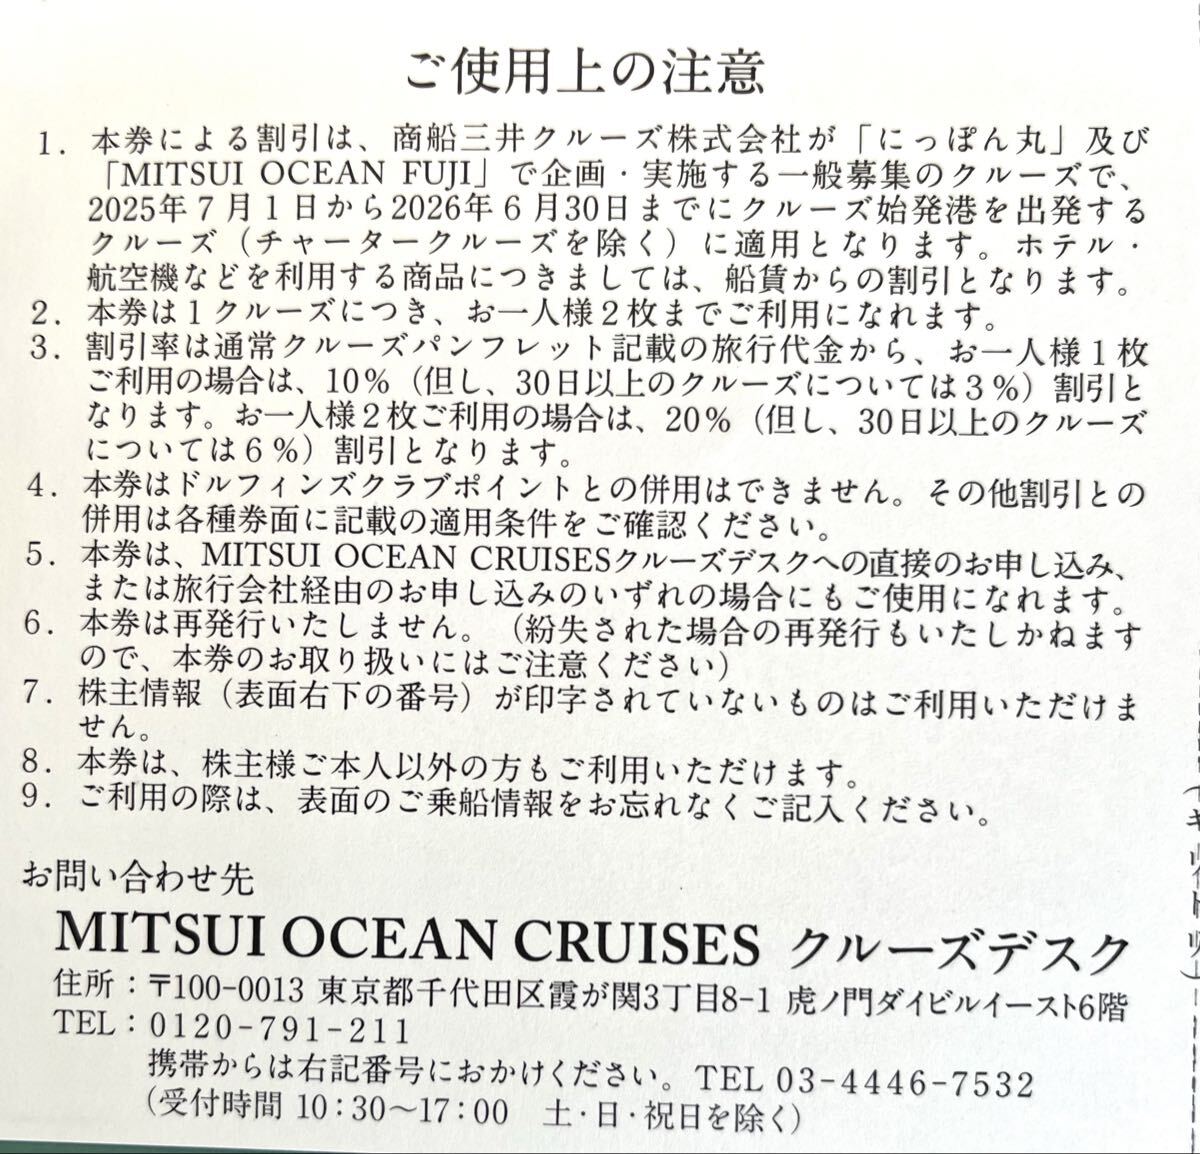 ご使用上の注意
1．本券による割引は、商船三井クルーズ株式会社が「にっぽん丸」及び
「MITSUI OCEAN FUJI」で企画・実施する一般募集のクルーズで、
2025年７月１日から2026年６月30日までにクルーズ始発港を出発する
クルーズ（チャータークルーズを除く）に適用となります。ホテル・
航空機などを利用する商品につきましては、船賃からの割引となります。
2．本券は１クルーズにつき、お一人様２枚までご利用になれます。
3．割引率は通常クルーズパンフレット記載の旅行代金から、お一人様１枚
ご利用の場合は、10％（但し、30日以上のクルーズについては３％）割引と
なります。お一人様２枚ご利用の場合は、20％（但し、30日以上のクルーズ
については６％）割引となります。
4．本券はドルフィンズクラブポイントとの併用はできません。その他割引との
併用は各種券面に記載の適用条件をご確認ください。
5．本券は、MITSUI OCEAN CRUISESクルーズデスクへの直接のお申し込み、
または旅行会社経由のお申し込みのいずれの場合にもご使用になれます。
6．本券は再発行いたしません。（紛失された場合の再発行もいたしかねます
ので、本券のお取り扱いにはご注意ください）
7．株主情報（表面右下の番号）が印字されていないものはご利用いただけま
せん。
8．本券は、株主様ご本人以外の方もご利用いただけます。
9．ご利用の際は、表面のご乗船情報をお忘れなくご記入ください。
お問い合わせ先
MITSUI OCEAN CRUISES クルーズデスク
住所：〒100-0013 東京都千代田区霞が関3丁目8-1 虎ノ門ダイビルイースト6階
TEL：0120-791-211
携帯からは右記番号におかけください。TEL 03-4446-7532
（受付時間 10：30～17：00　土・日・祝日を除く）